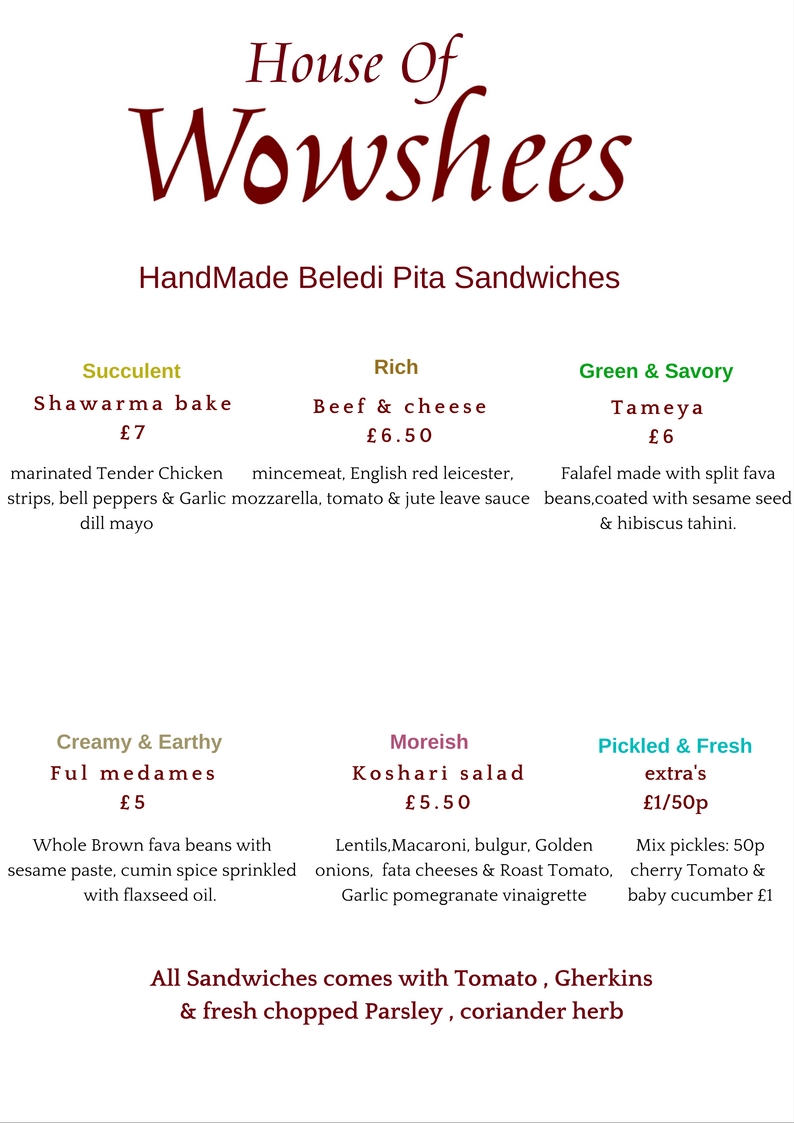 House Of
Wowshees
HandMade Beledi Pita Sandwiches
Succulent
Shawarma bake
£7
marinated Tender Chicken
strips, bell peppers & Garlic
dill mayo
Rich
Beef & cheese
£6.50
mincemeat, English red leicester,
mozzarella, tomato & jute leave sauce
Green & Savory
Tameya
£6
Falafel made with split fava
beans,coated with sesame seed
& hibiscus tahini.
Creamy & Earthy
Ful medames
£5
Whole Brown fava beans with
sesame paste, cumin spice sprinkled
with flaxseed oil.
Moreish
Koshari salad
£5.50
Lentils,Macaroni, bulgur, Golden
onions, fata cheeses & Roast Tomato,
Garlic pomegranate vinaigrette
Pickled & Fresh
extra's
£1/50p
Mix pickles: 50p
cherry Tomato &
baby cucumber £1
All Sandwiches comes with Tomato , Gherkins
& fresh chopped Parsley , coriander herb